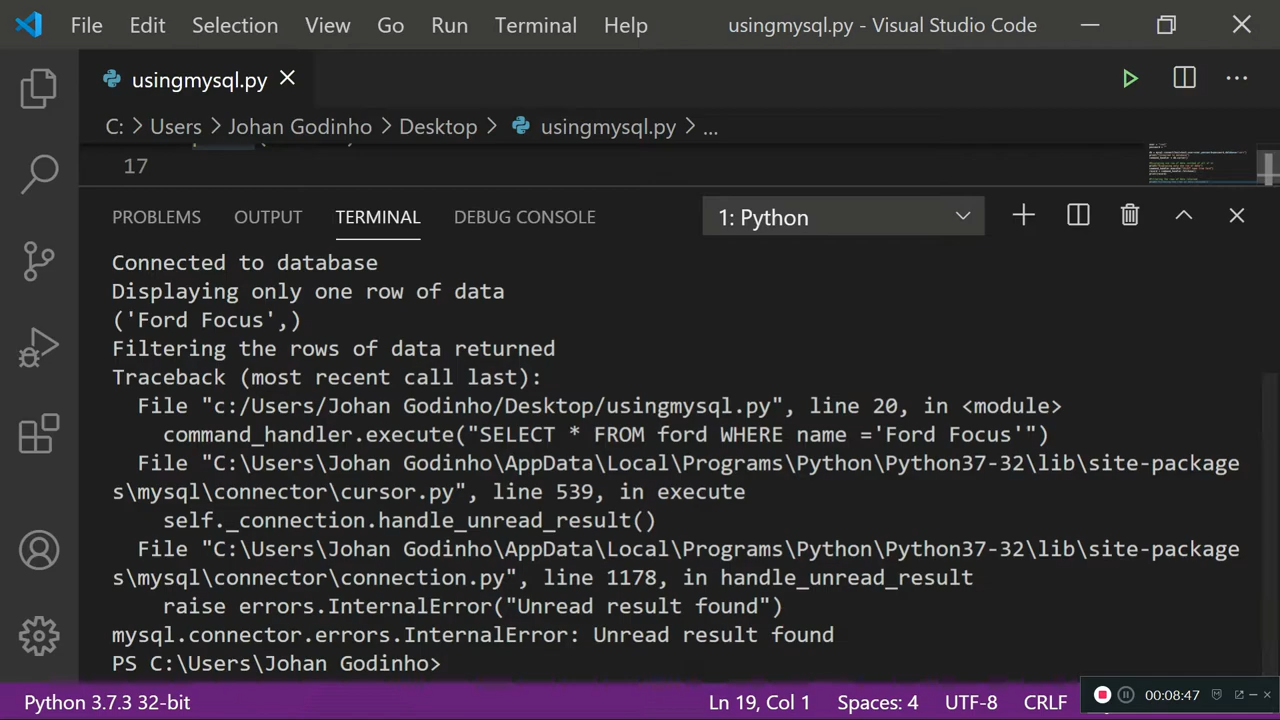 File Edit Selection View Go Run Terminal Help usingmysql.py - Visual Studio Code
usingmysql.py
C: > Users > Johan Godinho > Desktop > usingmysql.py > ...
17
PROBLEMS OUTPUT TERMINAL DEBUG CONSOLE 1: Python
Connected to database
Displaying only one row of data
('Ford Focus',)
Filtering the rows of data returned
Traceback (most recent call last):
File "c:/Users/Johan Godinho/Desktop/usingmysql.py", line 20, in <module>
command_handler.execute("SELECT * FROM ford WHERE name ='Ford Focus'")
File "C:\Users\Johan Godinho\AppData\Local\Programs\Python\Python37-32\lib\site-package
s\mysql\connector\cursor.py", line 539, in execute
self._connection.handle_unread_result()
File "C:\Users\Johan Godinho\AppData\Local\Programs\Python\Python37-32\lib\site-package
s\mysql\connector\connection.py", line 1178, in handle_unread_result
raise errors.InternalError("Unread result found")
mysql.connector.errors.InternalError: Unread result found
PS C:\Users\Johan Godinho>
Python 3.7.3 32-bit Ln 19, Col 1 Spaces: 4 UTF-8 CRLF 00:08:47